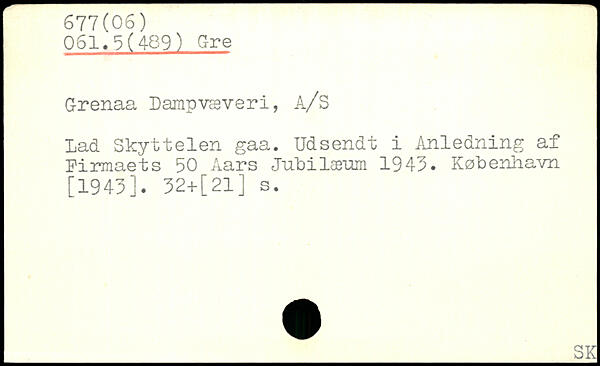 677(06)
061.5(489) Gre
Grenaa Dampvæveri, A/S
Lad Skyttelen gaa. Udsendt i Anledning af
Firmaets 50 Aars Jubilæum 1943. København
[1943]. 32+[21] s.
SK